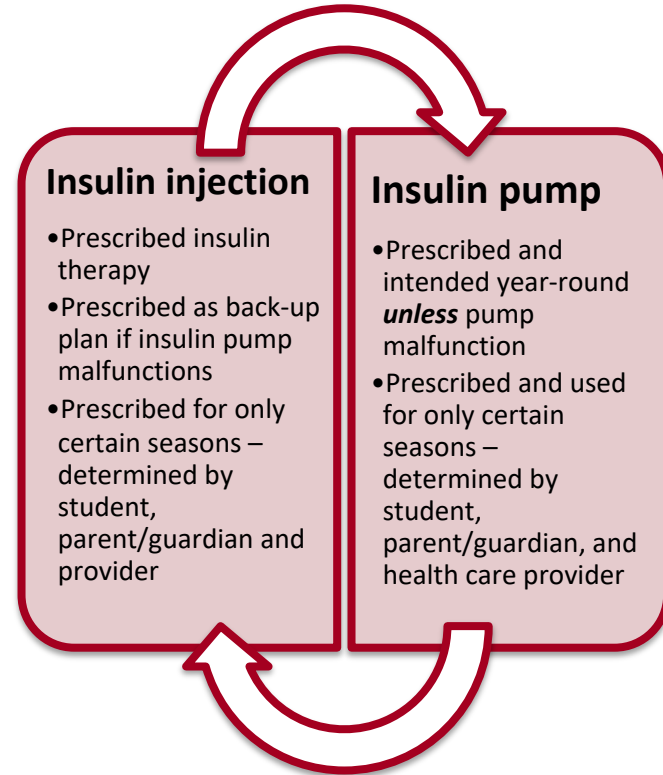 Insulin injection
•Prescribed insulin
therapy
•Prescribed as back-up
plan if insulin pump
malfunctions
•Prescribed for only
certain seasons –
determined by
student,
parent/guardian and
provider
Insulin pump
•Prescribed and
intended year-round
unless pump
malfunction
•Prescribed and used
for only certain
seasons –
determined by
student,
parent/guardian, and
health care provider